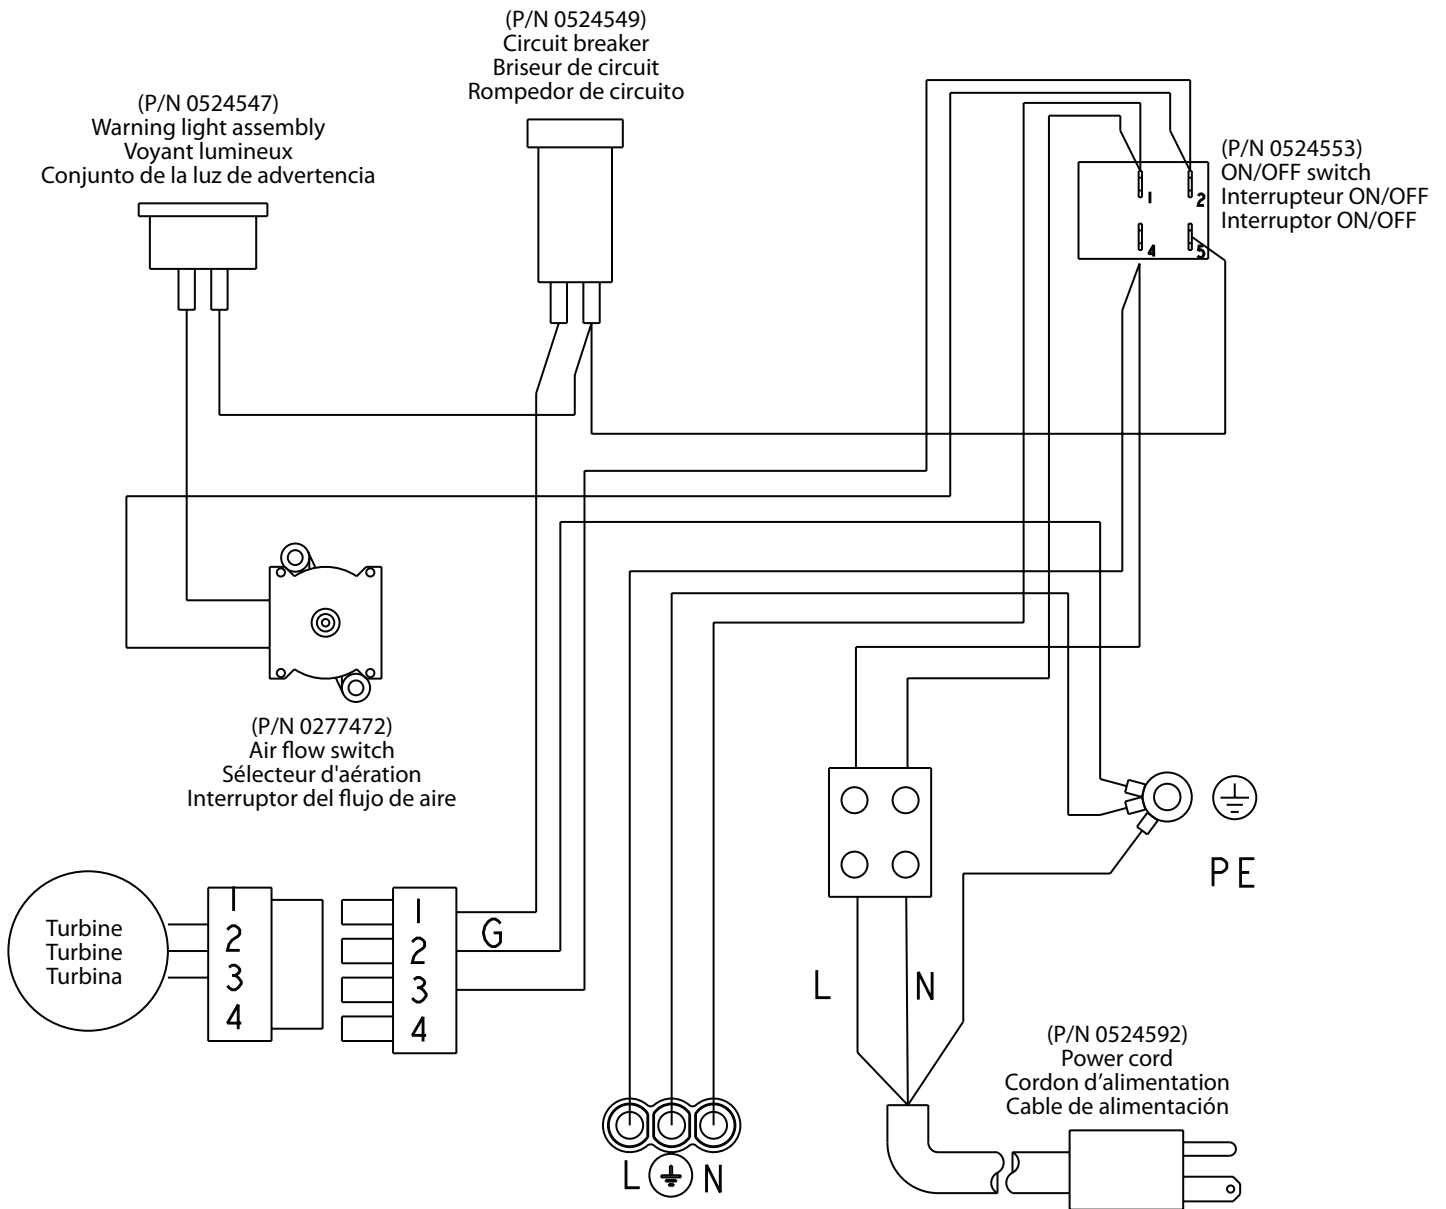 (P/N 0524549)
Circuit breaker
Briseur de circuit
Rompedor de circuito
(P/N 0524547)
Warning light assembly
Voyant lumineux
Conjunto de la luz de advertencia
(P/N 0524553)
ON/OFF switch
Interrupteur ON/OFF
Interruptor ON/OFF
1 2
4 5
(P/N 0277472)
Air flow switch
Sélecteur d'aération
Interruptor del flujo de aire
PE
Turbine
Turbine
Turbina
1
2
3
4
1
2
3
4
G
L N
(P/N 0524592)
Power cord
Cordon d’alimentation
Cable de alimentación
L N